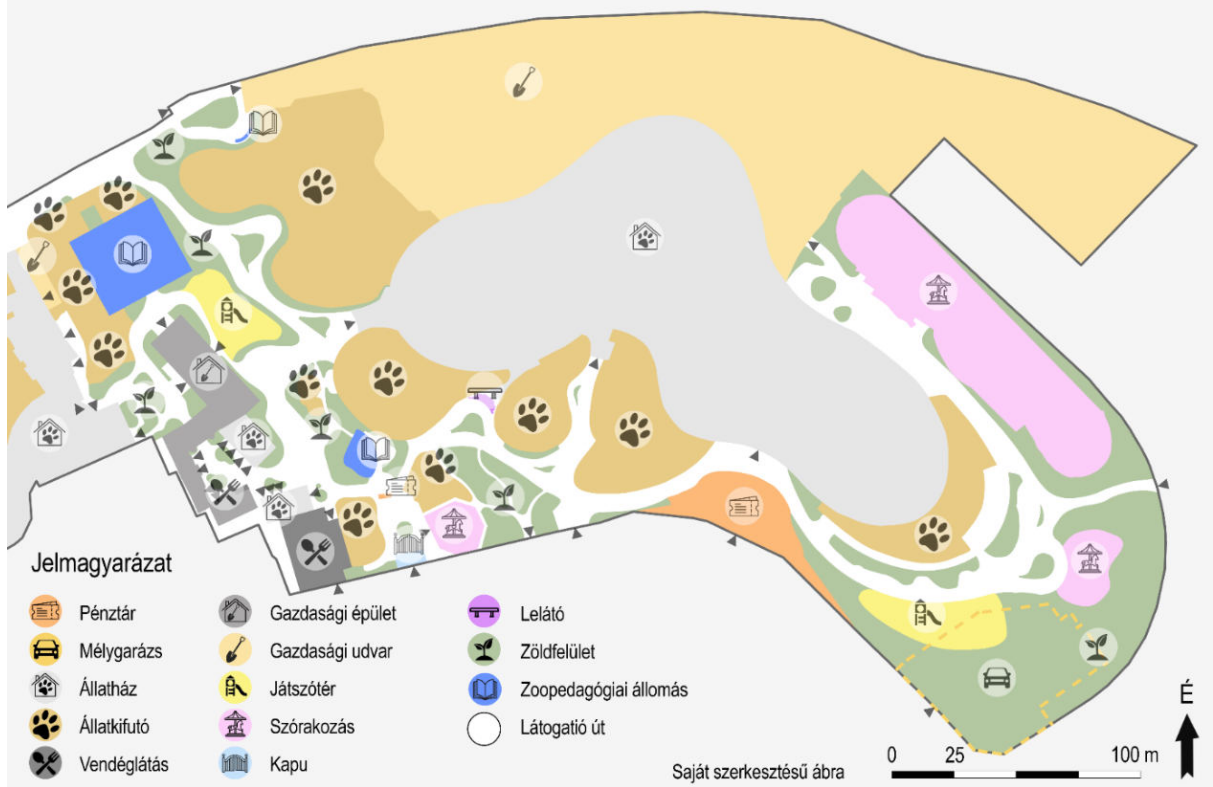 Jelmagyarázat
Pénztár
Mélygarázs
Állatház
Állatkifutó
Vendéglátás
Gazdasági épület
Gazdasági udvar
Játszótér
Szórakozás
Kapu
Lelátó
Zöldfelület
Zoopedagógiai állomás
Látogatió út
Saját szerkesztésű ábra
0 25 100 m
É